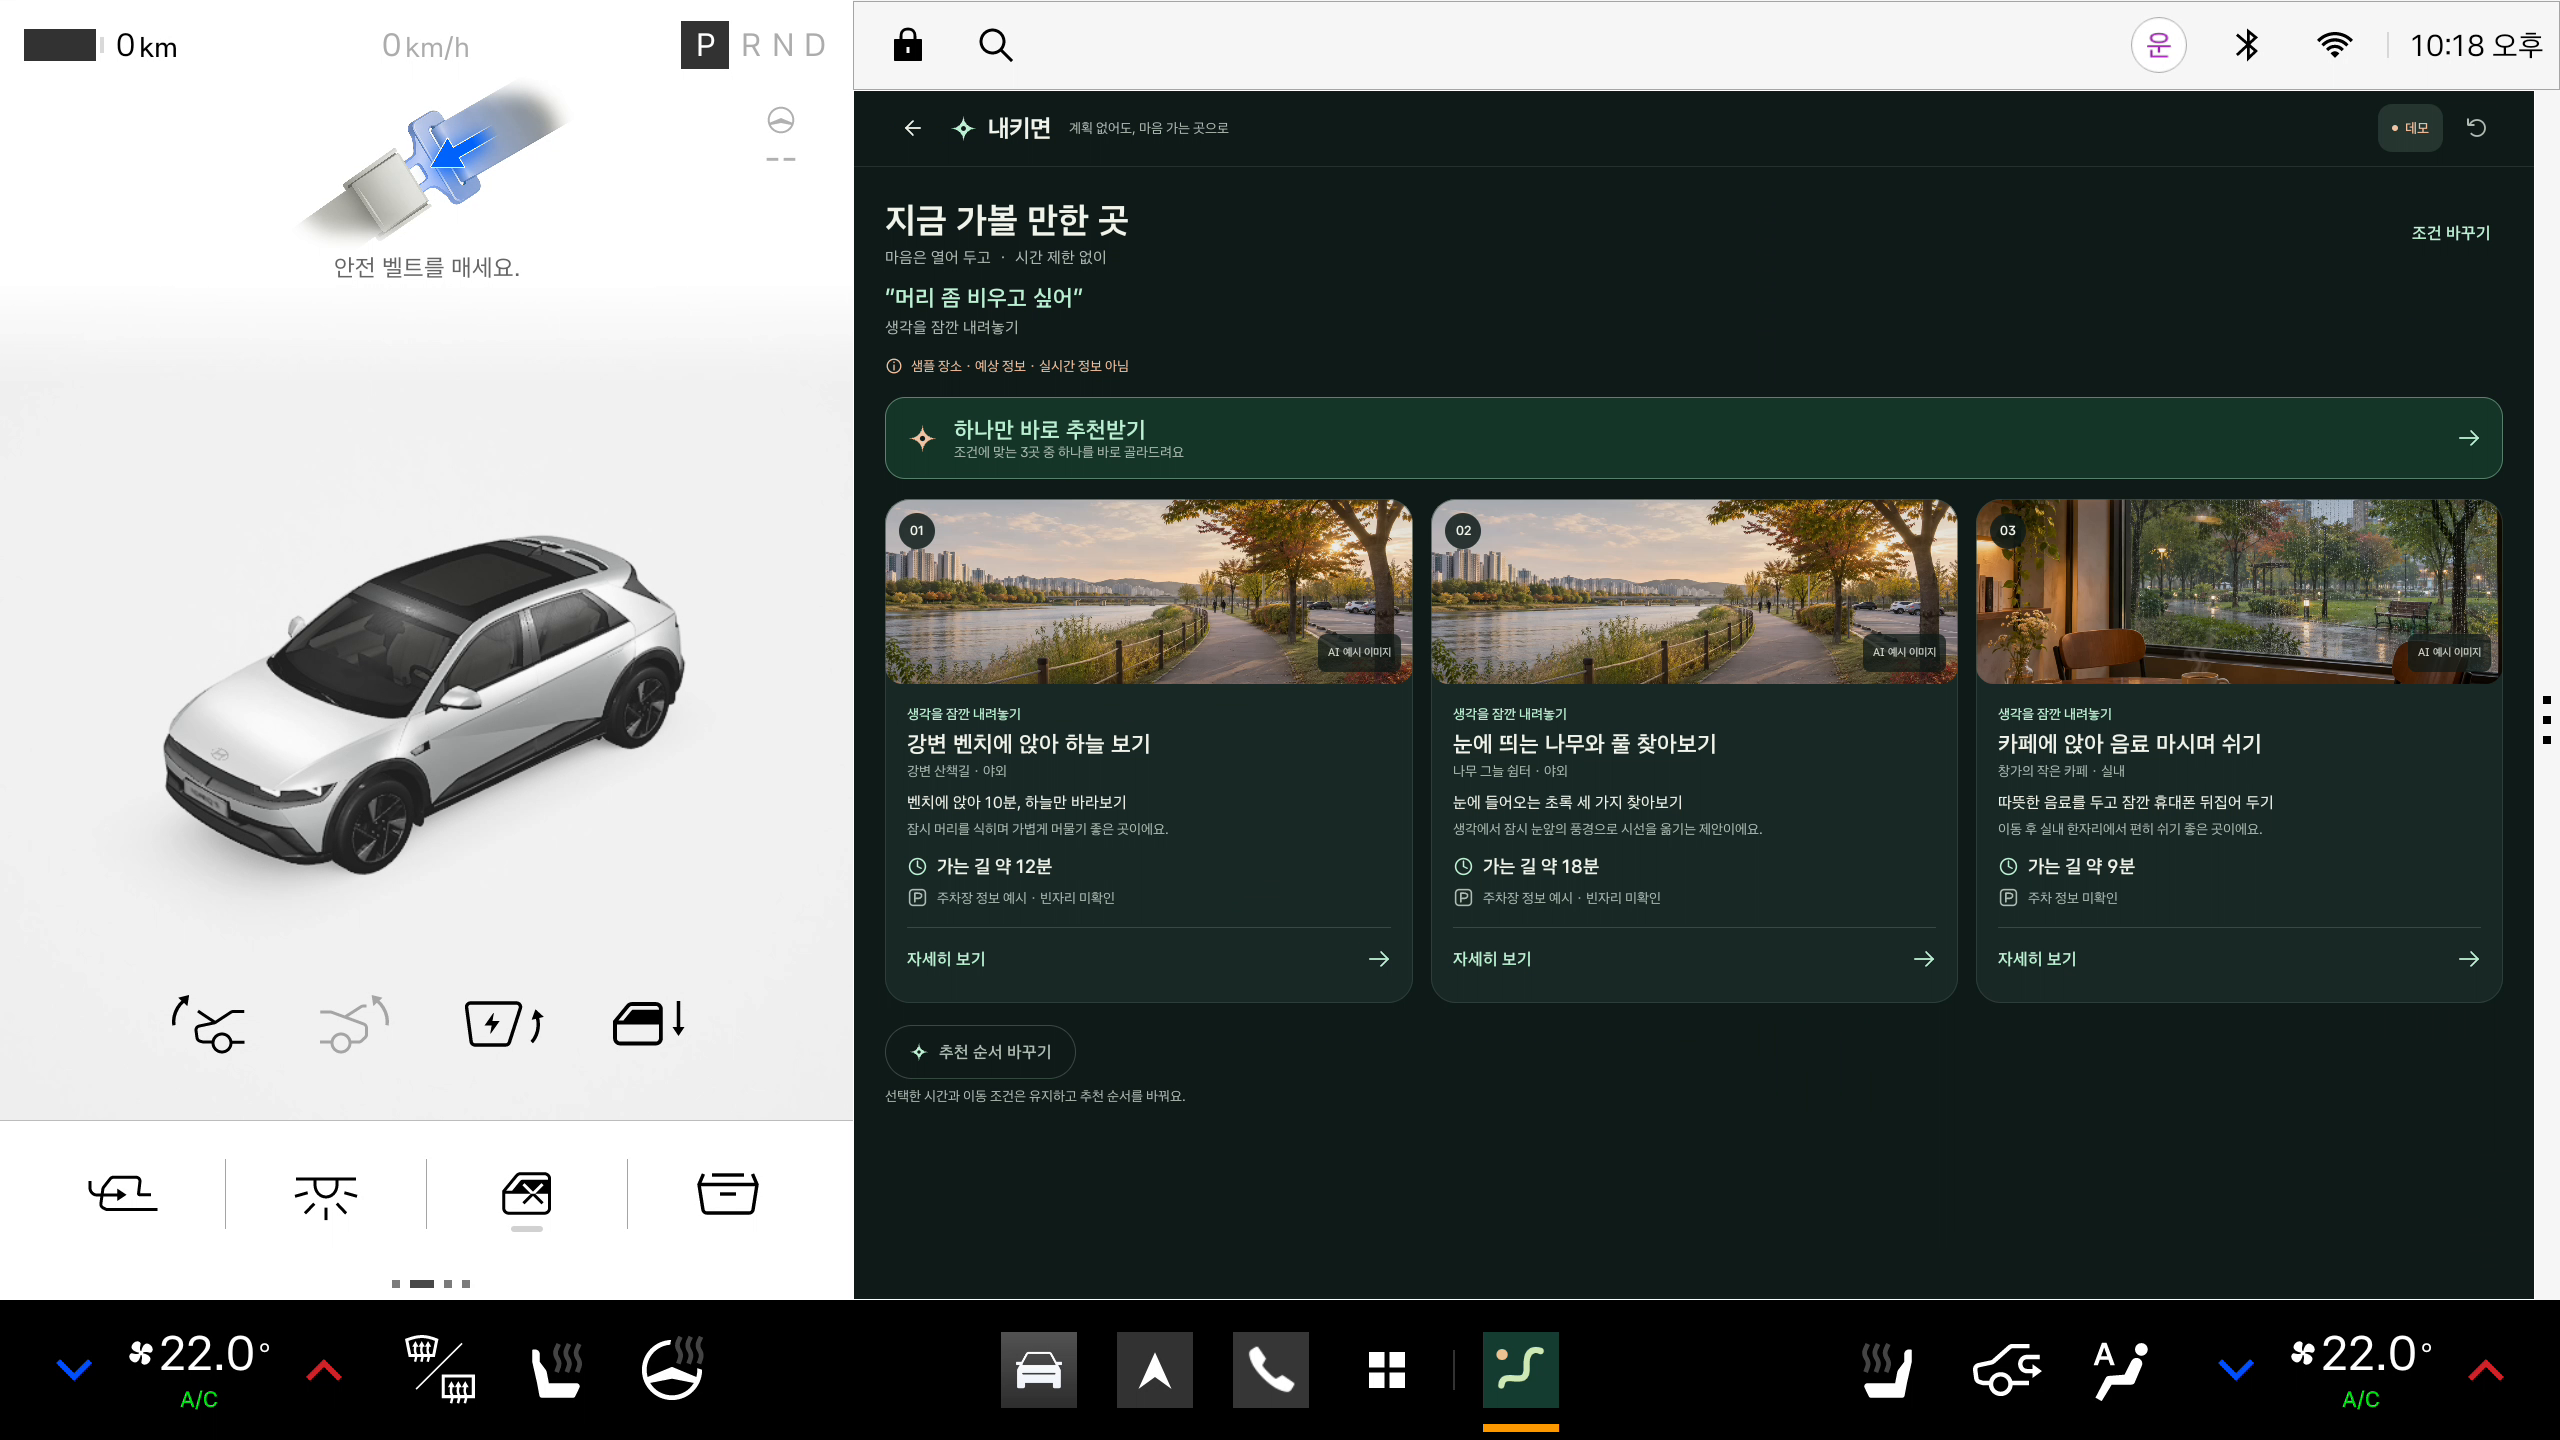 0 km
0 km/h
P R N D
안전 벨트를 매세요.
운
10:18 오후
내키면
계획 없어도, 마음 가는 곳으로
데모
지금 가볼 만한 곳
마음은 열어 두고 · 시간 제한 없이
조건 바꾸기
"머리 좀 비우고 싶어"
생각을 잠깐 내려놓기
샘플 장소 · 예상 정보 · 실시간 정보 아님
하나만 바로 추천받기
조건에 맞는 3곳 중 하나를 바로 골라드려요
01
AI 예시 이미지
생각을 잠깐 내려놓기
강변 벤치에 앉아 하늘 보기
강변 산책길 · 야외
벤치에 앉아 10분, 하늘만 바라보기
잠시 머리를 식히며 가볍게 머물기 좋은 곳이에요.
가는 길 약 12분
P 주차장 정보 예시 · 빈자리 미확인
자세히 보기
02
AI 예시 이미지
생각을 잠깐 내려놓기
눈에 띄는 나무와 풀 찾아보기
나무 그늘 쉼터 · 야외
눈에 들어오는 초록 세 가지 찾아보기
생각에서 잠시 눈앞의 풍경으로 시선을 옮기는 제안이에요.
가는 길 약 18분
P 주차장 정보 예시 · 빈자리 미확인
자세히 보기
03
AI 예시 이미지
생각을 잠깐 내려놓기
카페에 앉아 음료 마시며 쉬기
창가의 작은 카페 · 실내
따뜻한 음료를 두고 잠깐 휴대폰 뒤집어 두기
이동 후 실내 한자리에서 편히 쉬기 좋은 곳이에요.
가는 길 약 9분
P 주차 정보 미확인
자세히 보기
추천 순서 바꾸기
선택한 시간과 이동 조건은 유지하고 추천 순서를 바꿔요.
22.0°
A/C
A
22.0°
A/C